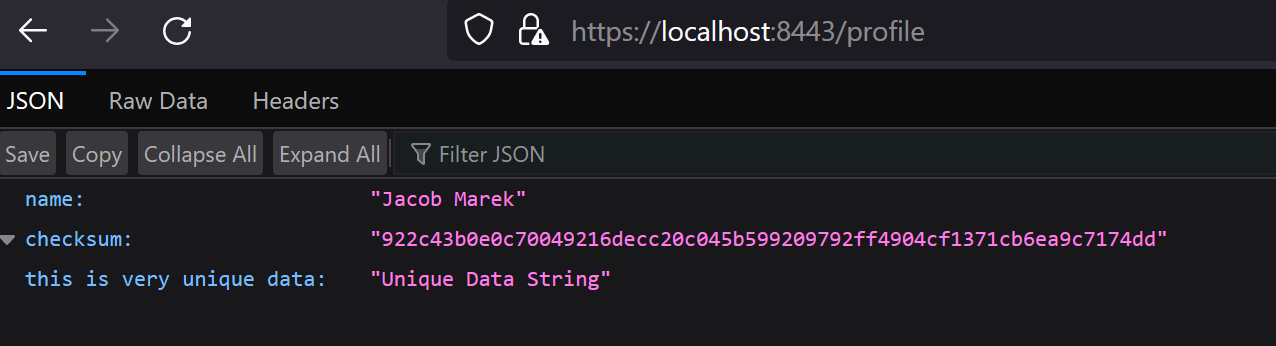 https://localhost:8443/profile
JSON Raw Data Headers
Save Copy Collapse All Expand All Filter JSON
name: "Jacob Marek"
checksum: "922c43b0e0c70049216decc20c045b599209792ff4904cf1371cb6ea9c7174dd"
this is very unique data: "Unique Data String"